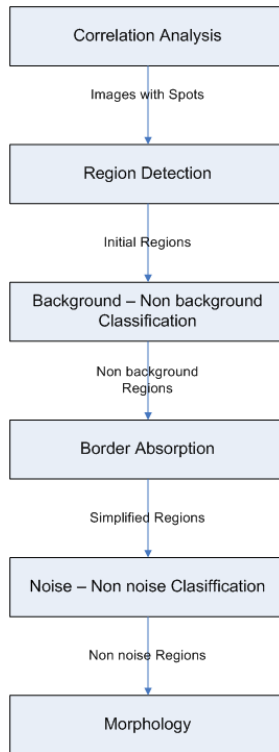 Correlation Analysis
Images with Spots
Region Detection
Initial Regions
Background – Non background
Classification
Non background
Regions
Border Absorption
Simplified Regions
Noise – Non noise Clasiffication
Non noise Regions
Morphology